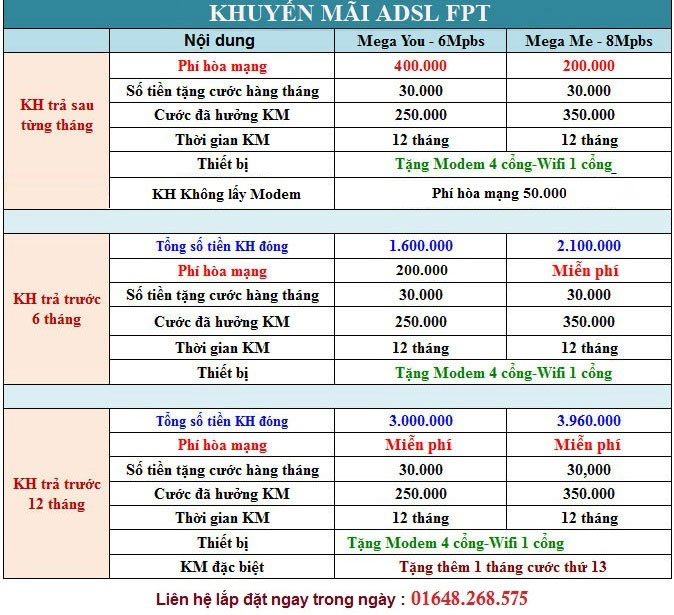 KHUYẾN MÃI ADSL FPT
Nội dung Mega You - 6Mpbs Mega Me - 8Mpbs
KH trả sau từng tháng
Phí hòa mạng 400.000 200.000
Số tiền tặng cước hàng tháng 30.000 30.000
Cước đã hưởng KM 250.000 350.000
Thời gian KM 12 tháng 12 tháng
Thiết bị Tặng Modem 4 cổng-Wifi 1 cổng
KH Không lấy Modem Phí hòa mạng 50.000
KH trả trước 6 tháng
Tổng số tiền KH đóng 1.600.000 2.100.000
Phí hòa mạng 200.000 Miễn phí
Số tiền tặng cước hàng tháng 30.000 30.000
Cước đã hưởng KM 250.000 350.000
Thời gian KM 12 tháng 12 tháng
Thiết bị Tặng Modem 4 cổng-Wifi 1 cổng
KH trả trước 12 tháng
Tổng số tiền KH đóng 3.000.000 3.960.000
Phí hòa mạng Miễn phí Miễn phí
Số tiền tặng cước hàng tháng 30.000 30,000
Cước đã hưởng KM 250.000 350.000
Thời gian KM 12 tháng 12 tháng
Thiết bị Tặng Modem 4 cổng-Wifi 1 cổng
KM đặc biệt Tặng thêm 1 tháng cước thứ 13
Liên hệ lắp đặt ngay trong ngày : 01648.268.575